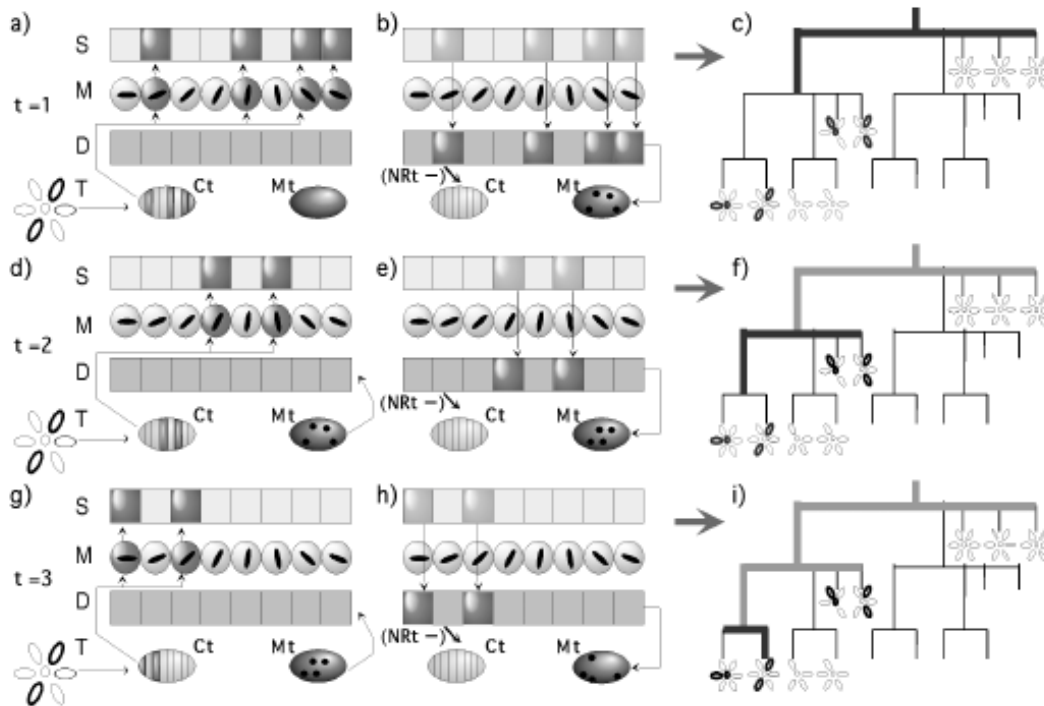 a) S b) c)
M
t =1
D
(NRt –)
T Ct Mt Ct Mt
d) S e) f)
M
t =2
D
(NRt –)
T Ct Mt Ct Mt
g) S h) i)
M
t =3
D
(NRt –)
T Ct Mt Ct Mt